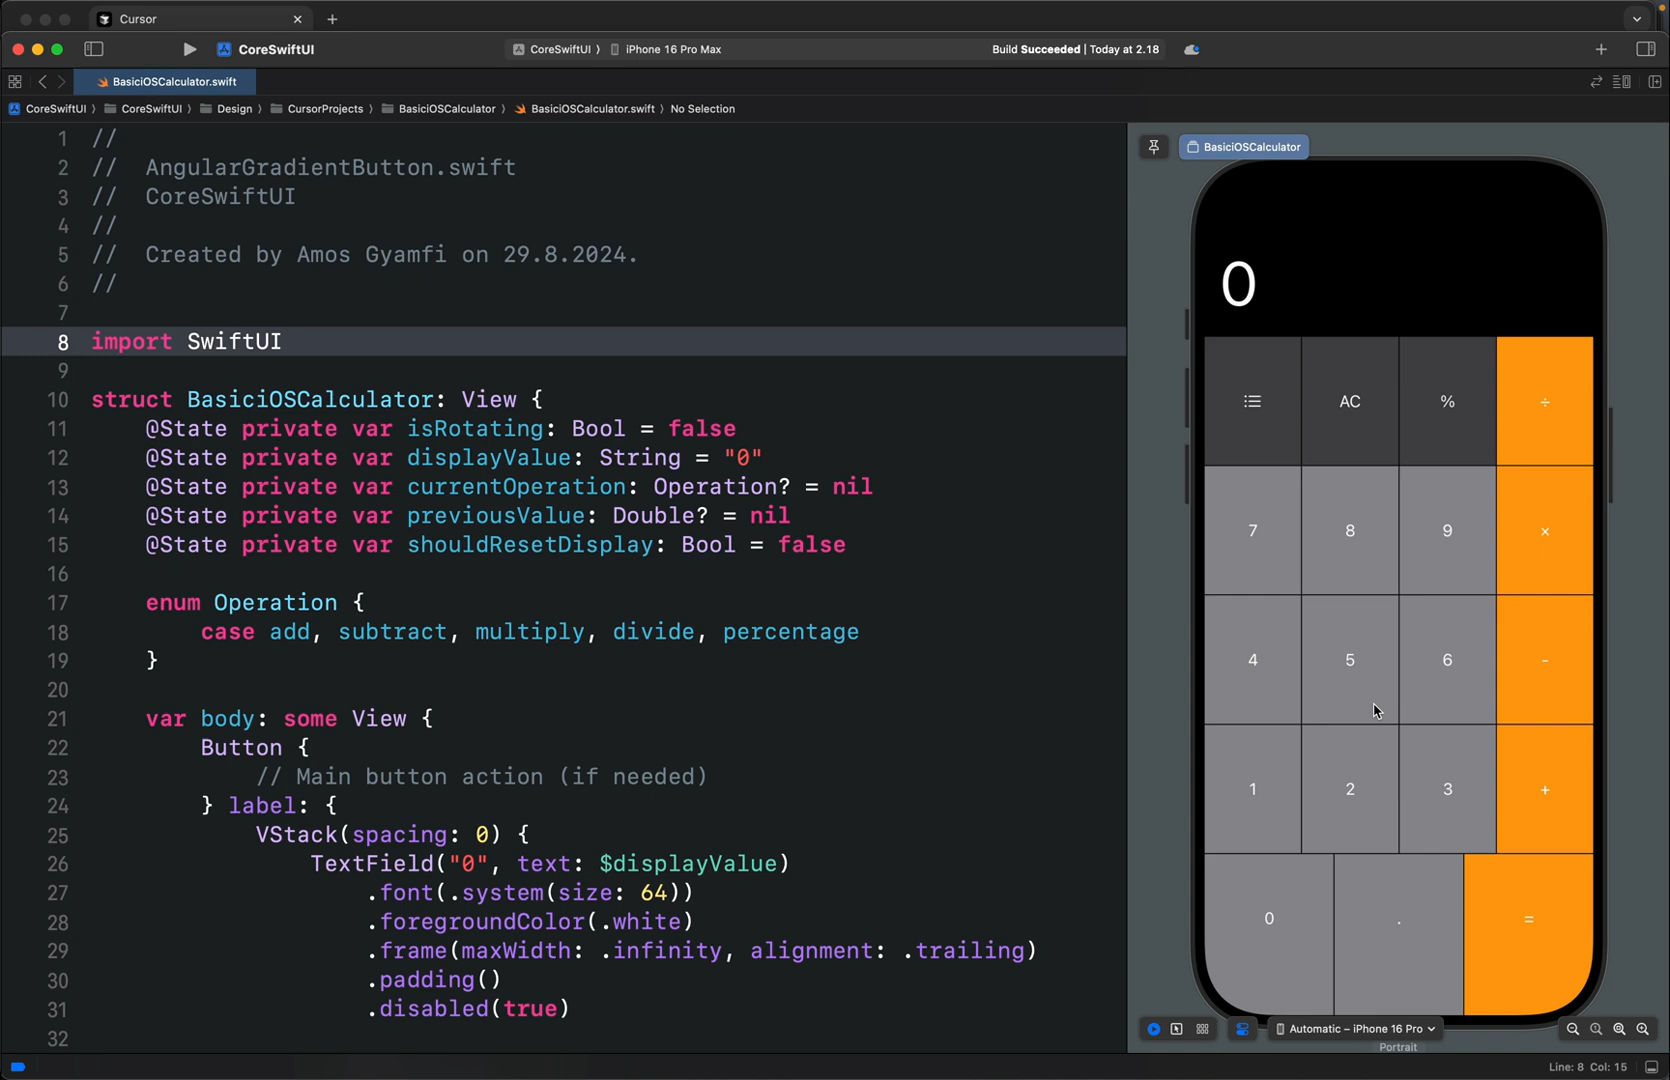 Cursor
CoreSwiftUI
CoreSwiftUI 〉 iPhone 16 Pro Max
Build Succeeded | Today at 2.18
BasiciOSCalculator.swift
CoreSwiftUI 〉 CoreSwiftUI 〉 Design 〉 CursorProjects 〉 BasiciOSCalculator 〉 BasiciOSCalculator.swift 〉 No Selection
1 //
2 //  AngularGradientButton.swift
3 //  CoreSwiftUI
4 //
5 //  Created by Amos Gyamfi on 29.8.2024.
6 //
7
8 import SwiftUI
9
10 struct BasiciOSCalculator: View {
11     @State private var isRotating: Bool = false
12     @State private var displayValue: String = "0"
13     @State private var currentOperation: Operation? = nil
14     @State private var previousValue: Double? = nil
15     @State private var shouldResetDisplay: Bool = false
16
17     enum Operation {
18         case add, subtract, multiply, divide, percentage
19     }
20
21     var body: some View {
22         Button {
23             // Main button action (if needed)
24         } label: {
25             VStack(spacing: 0) {
26                 TextField("0", text: $displayValue)
27                     .font(.system(size: 64))
28                     .foregroundColor(.white)
29                     .frame(maxWidth: .infinity, alignment: .trailing)
30                     .padding()
31                     .disabled(true)
32
BasiciOSCalculator
0
AC % ÷
7 8 9 ×
4 5 6 -
1 2 3 +
0 . =
Automatic – iPhone 16 Pro
Portrait
Line: 8 Col: 15